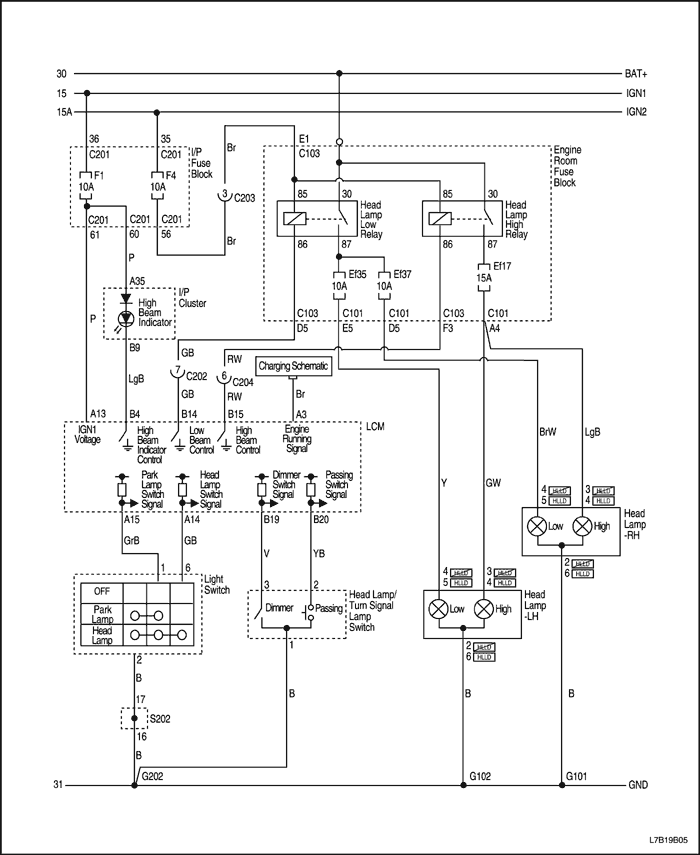 30 BAT+
15 IGN1
15A IGN2
36 35 E1
C201 C201 Br C103
I/P
Fuse
Block
Engine
Room
Fuse
Block
F1
10A
F4
10A
3 C203
85 30 85 30
Head
Lamp
Low
Relay
Head
Lamp
High
Relay
C201 C201 C201
61 60 56
Br
86 87 86 87
P
Ef35
10A
Ef37
10A
Ef17
15A
A35
I/P
Cluster
High
Beam
Indicator
C103 C101 C101 C103 C101
D5 E5 D5 F3 A4
P
B9
GB RW
7 C202
6 C204
Charging Schematic
LgB GB RW Br
BrW LgB
A13 B4 B14 B15 A3
LCM
IGN1
Voltage
High
Beam
Indicator
Control
Low
Beam
Control
High
Beam
Control
Engine
Running
Signal
Park
Lamp
Switch
Signal
Head
Lamp
Switch
Signal
Dimmer
Switch
Signal
Passing
Switch
Signal
Y GW
4 HLLD 3 HLLD
5 HLLD 4 HLLD
A15 A14 B19 B20
Low High
Head
Lamp
-RH
GrB GB V YB
2 HLLD
6 HLLD
1 6
Light
Switch
4 HLLD 3 HLLD
5 HLLD 4 HLLD
OFF
Park
Lamp
Head
Lamp
3 2
Dimmer Passing
Head Lamp/
Turn Signal
Lamp
Switch
Low High
Head
Lamp
-LH
1
2 HLLD
6 HLLD
2
B
17
S202
16
B
B B B
G202 G102 G101
31 GND
L7B19B05